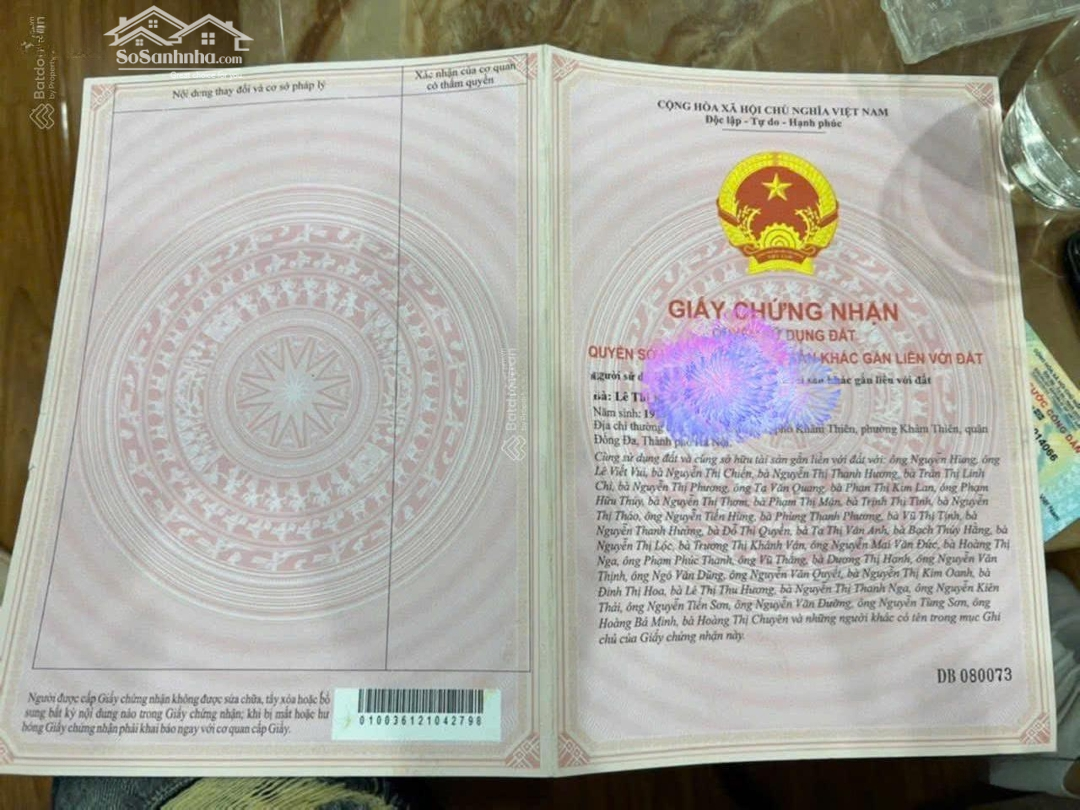 SoSanhnha.com
Batdongsan
by PropertyGuru
Nội dung thay đổi và cơ sở pháp lý
Xác nhận của cơ quan
có thẩm quyền
Người được cấp Giấy chứng nhận không được sửa chữa, tẩy xóa hoặc bổ
sung bất kỳ nội dung nào trong Giấy chứng nhận; khi bị mất hoặc hư
hỏng Giấy chứng nhận phải khai báo ngay với cơ quan cấp Giấy.
010036121042798
CỘNG HÒA XÃ HỘI CHỦ NGHĨA VIỆT NAM
Độc lập - Tự do - Hạnh phúc
GIẤY CHỨNG NHẬN
DỤNG ĐẤT
QUYỀN SỞ KHÁC GẮN LIỀN VỚI ĐẤT
Người sử sản khác gắn liền với đất
Bà: Lê Thị
Năm sinh: 19
Địa chỉ thường phố Khâm Thiên, phường Khâm Thiên, quận
Đống Đa, Thành phố Hà Nội.
Cùng sử dụng đất và cùng sở hữu tài sản gắn liền với đất với: ông Nguyễn Hùng, ông
Lê Viết Vui, bà Nguyễn Thị Chiến, bà Nguyễn Thị Thanh Hương, bà Trần Thị Linh
Chi, bà Nguyễn Thị Phương, ông Tạ Văn Quang, bà Phan Thị Kim Lan, ông Phạm
Hữu Thúy, bà Nguyễn Thị Thơm, bà Phạm Thị Mận, bà Trịnh Thị Tình, bà Nguyễn
Thị Thảo, ông Nguyễn Tiến Hùng, bà Phùng Thanh Phương, bà Vũ Thị Tịnh, bà
Nguyễn Thanh Hường, bà Đỗ Thị Quyên, bà Tạ Thị Vân Anh, bà Bạch Thúy Hằng, bà
Nguyễn Thị Lộc, bà Trương Thị Khánh Vân, ông Nguyễn Mai Văn Đức, bà Hoàng Thị
Nga, ông Phạm Phúc Thanh, ông Vũ Thăng, bà Dương Thị Hạnh, ông Nguyễn Văn
Thịnh, ông Ngô Văn Dũng, ông Nguyễn Văn Quyết, bà Nguyễn Thị Kim Oanh, bà
Đinh Thị Hoa, bà Lê Thị Thu Hương, bà Nguyễn Thị Thanh Nga, ông Nguyễn Kiên
Thái, ông Nguyễn Tiến Sơn, ông Nguyễn Văn Đường, ông Nguyễn Tùng Sơn, ông
Hoàng Bá Minh, bà Hoàng Thị Chuyên và những người khác có tên trong mục Ghi
chú của Giấy chứng nhận này.
DB 080073
014066